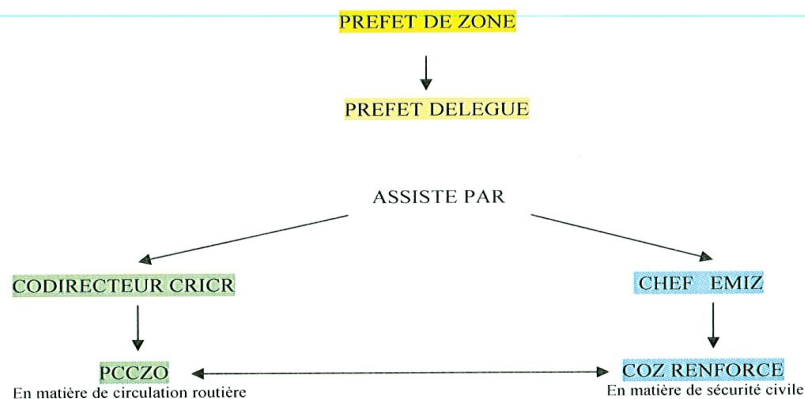 PREFET DE ZONE
PREFET DELEGUE
ASSISTE PAR
CODIRECTEUR CRICR
CHEF EMIZ
PCCZO
COZ RENFORCE
En matière de circulation routière
En matière de sécurité civile